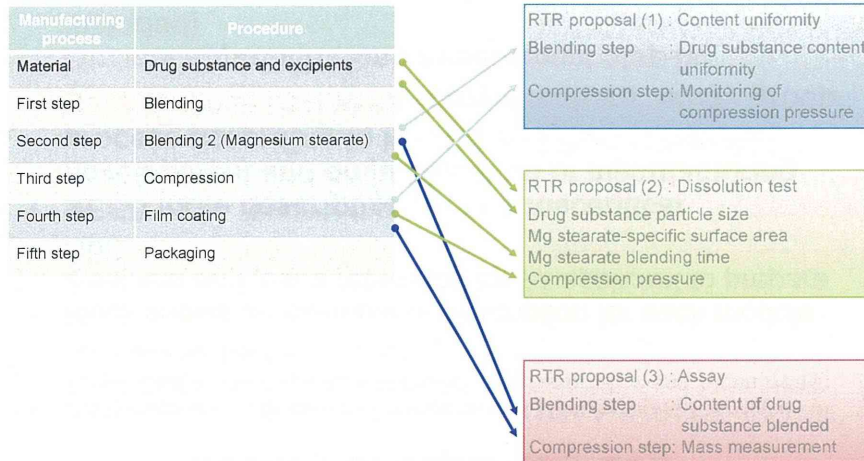 Manufacturing process Procedure
Material Drug substance and excipients
First step Blending
Second step Blending 2 (Magnesium stearate)
Third step Compression
Fourth step Film coating
Fifth step Packaging
RTR proposal (1) : Content uniformity
Blending step : Drug substance content
uniformity
Compression step: Monitoring of
compression pressure
RTR proposal (2) : Dissolution test
Drug substance particle size
Mg stearate-specific surface area
Mg stearate blending time
Compression pressure
RTR proposal (3) : Assay
Blending step : Content of drug
substance blended
Compression step: Mass measurement